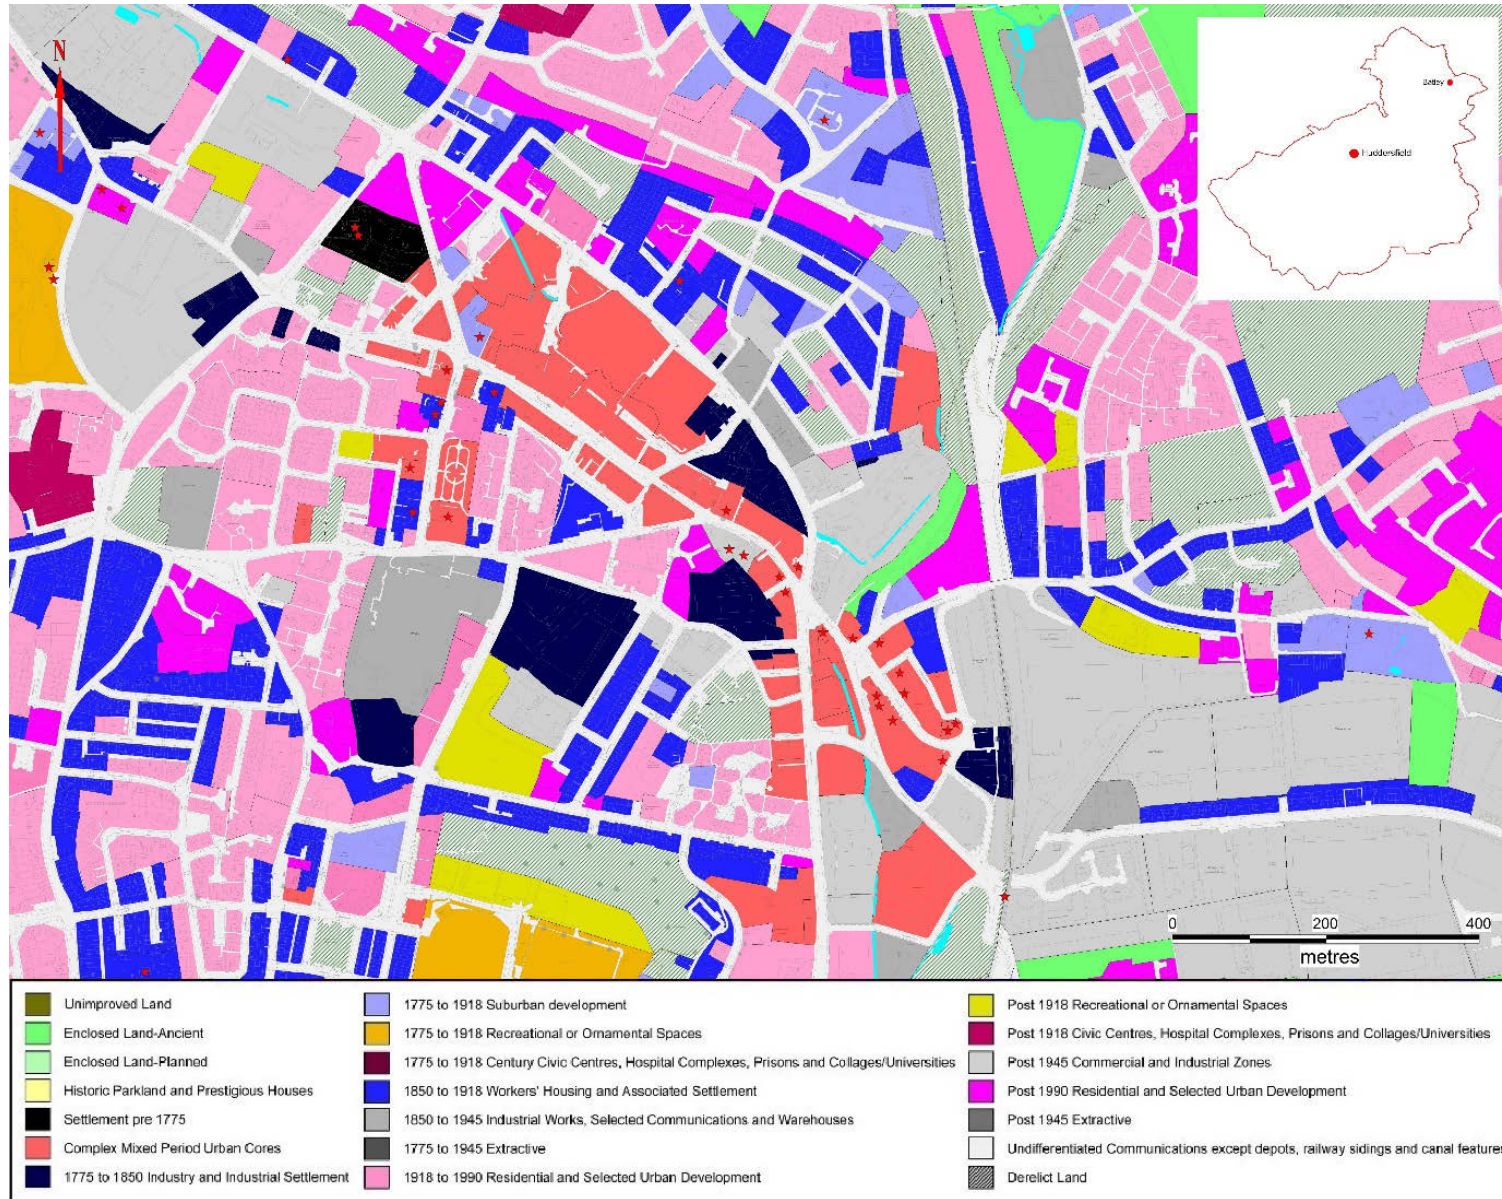 N
Batley
Huddersfield
0 200 400
metres
Unimproved Land
Enclosed Land-Ancient
Enclosed Land-Planned
Historic Parkland and Prestigious Houses
Settlement pre 1775
Complex Mixed Period Urban Cores
1775 to 1850 Industry and Industrial Settlement
1775 to 1918 Suburban development
1775 to 1918 Recreational or Ornamental Spaces
1775 to 1918 Century Civic Centres, Hospital Complexes, Prisons and Collages/Universities
1850 to 1918 Workers' Housing and Associated Settlement
1850 to 1945 Industrial Works, Selected Communications and Warehouses
1775 to 1945 Extractive
1918 to 1990 Residential and Selected Urban Development
Post 1918 Recreational or Ornamental Spaces
Post 1918 Civic Centres, Hospital Complexes, Prisons and Collages/Universities
Post 1945 Commercial and Industrial Zones
Post 1990 Residential and Selected Urban Development
Post 1945 Extractive
Undifferentiated Communications except depots, railway sidings and canal features
Derelict Land